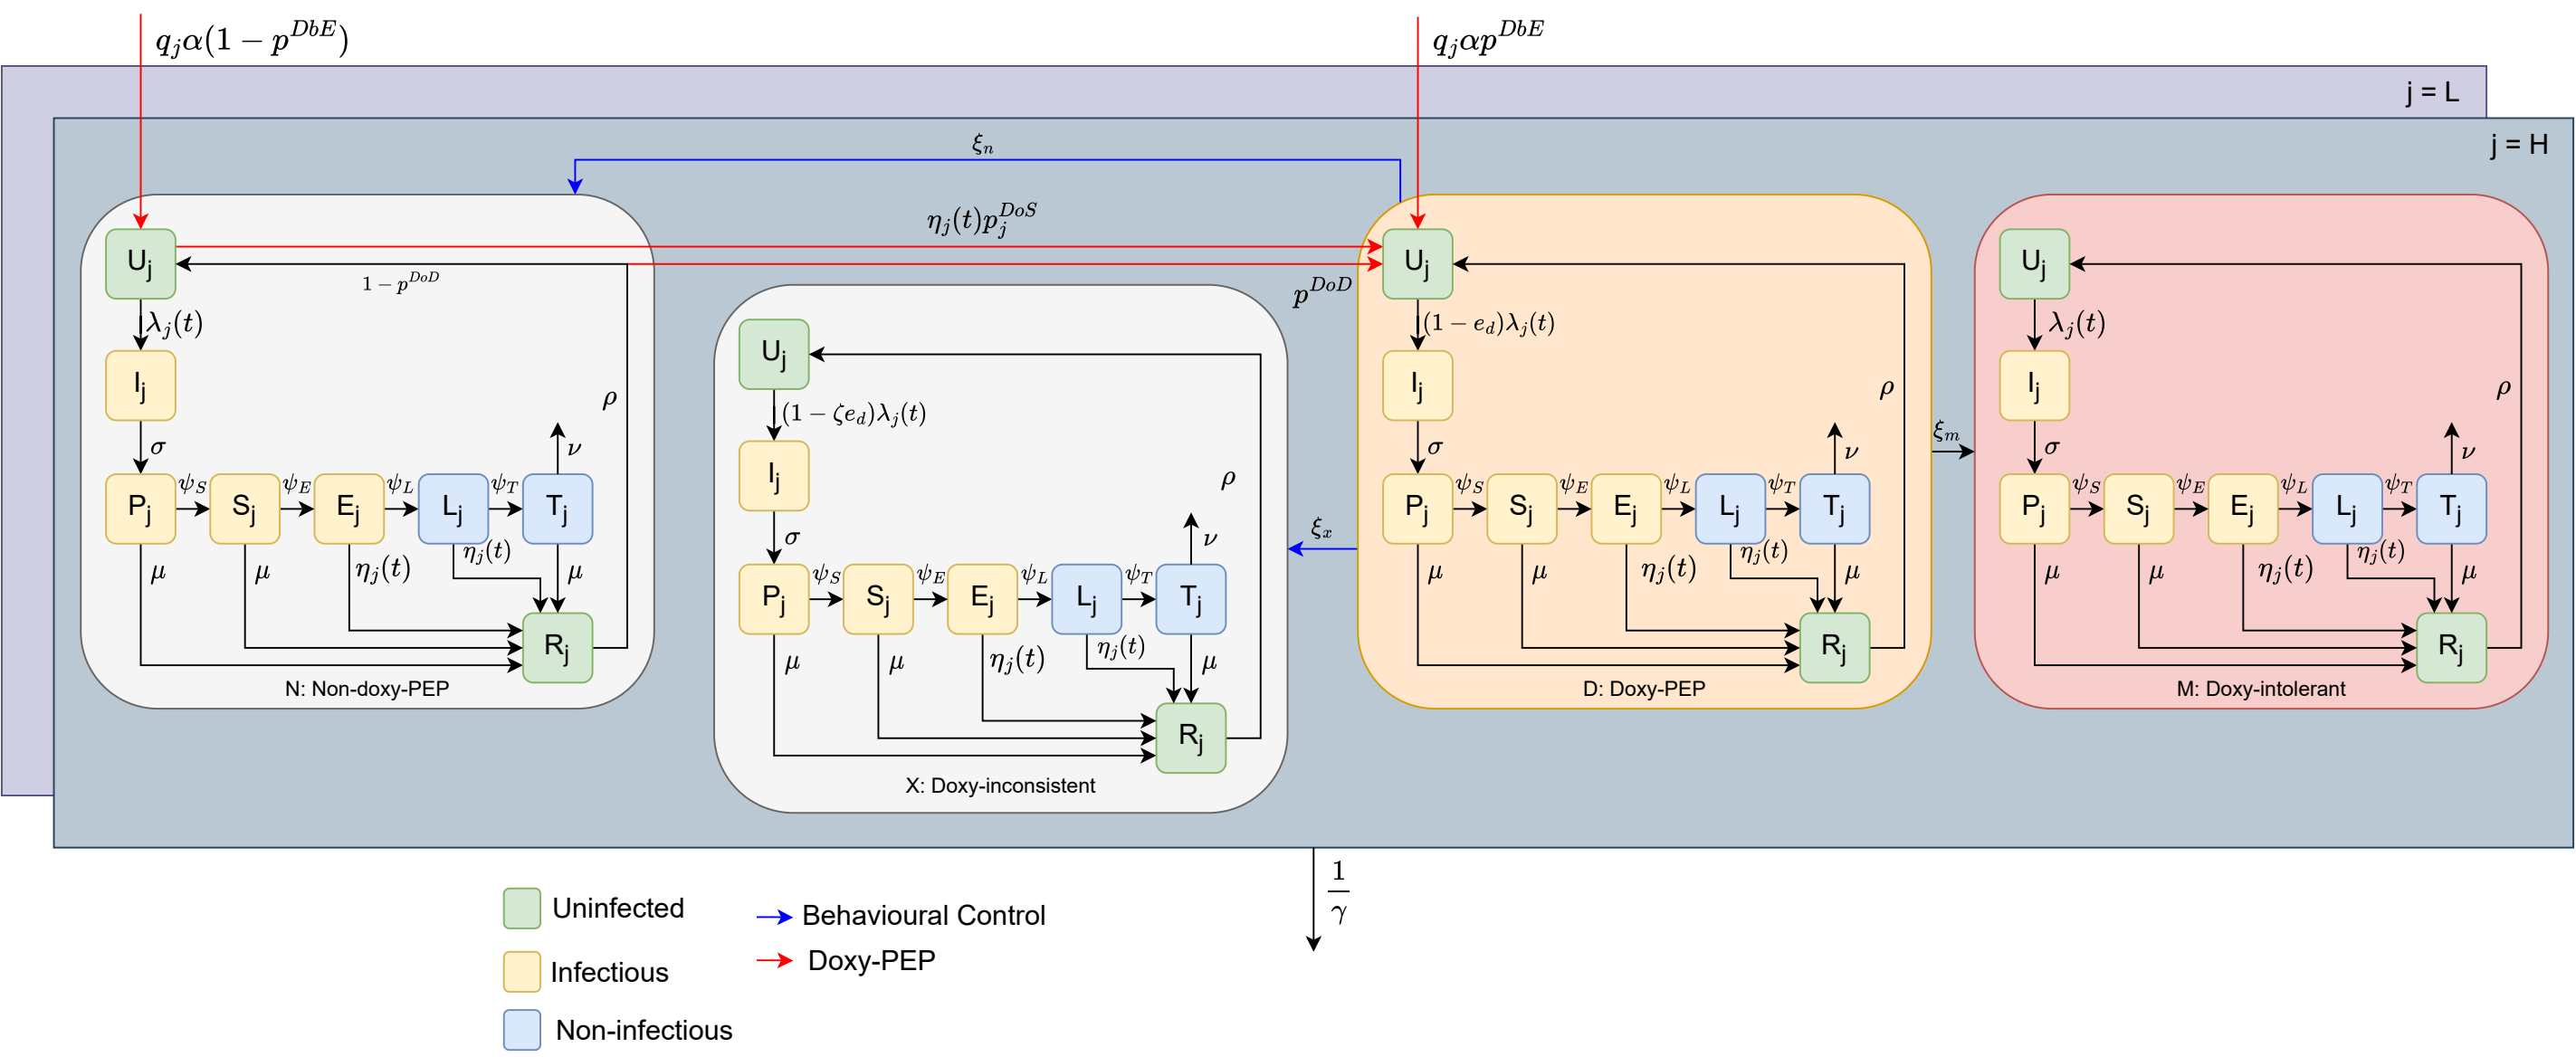 q_jα(1 − p^{DbE})
q_jαp^{DbE}
j = L
j = H
ξ_n
η_j(t)p_j^{DoS}
U_j
1 − p^{DoD}
λ_j(t)
I_j
σ
ρ
ν
P_j ψ_S S_j ψ_E E_j ψ_L L_j ψ_T T_j
μ μ η_j(t) η_j(t) μ
R_j
N: Non-doxy-PEP
p^{DoD}
U_j
(1 − ζe_d)λ_j(t)
I_j
σ
ρ
ν
P_j ψ_S S_j ψ_E E_j ψ_L L_j ψ_T T_j
μ μ η_j(t) η_j(t) μ
R_j
X: Doxy-inconsistent
ξ_x
U_j
(1 − e_d)λ_j(t)
I_j
σ
ρ
ν
P_j ψ_S S_j ψ_E E_j ψ_L L_j ψ_T T_j
μ μ η_j(t) η_j(t) μ
R_j
D: Doxy-PEP
ξ_m
U_j
λ_j(t)
I_j
σ
ρ
ν
P_j ψ_S S_j ψ_E E_j ψ_L L_j ψ_T T_j
μ μ η_j(t) η_j(t) μ
R_j
M: Doxy-intolerant
1/γ
Uninfected
Infectious
Non-infectious
Behavioural Control
Doxy-PEP